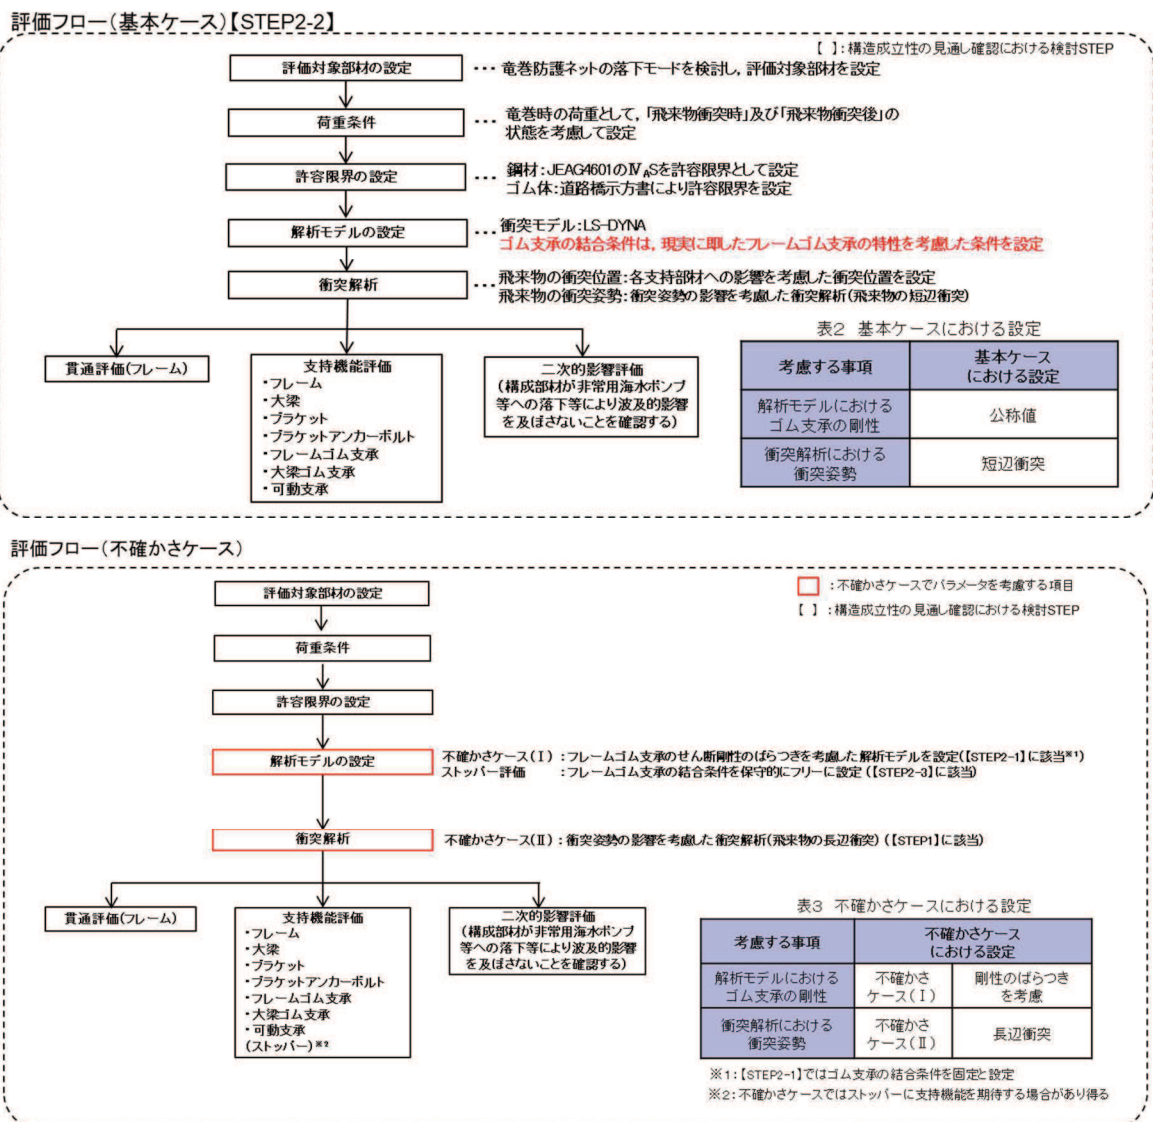 評価フロー(基本ケース)【STEP2-2】
【 】:構造成立性の見通し確認における検討STEP
評価対象部材の設定
・・・ 竜巻防護ネットの落下モードを検討し,評価対象部材を設定
荷重条件
・・・ 竜巻時の荷重として,「飛来物衝突時」及び「飛来物衝突後」の
状態を考慮して設定
許容限界の設定
・・・ 鋼材:JEAG4601のⅣASを許容限界として設定
ゴム体:道路橋示方書により許容限界を設定
解析モデルの設定
・・・衝突モデル:LS-DYNA
ゴム支承の結合条件は,現実に即したフレームゴム支承の特性を考慮した条件を設定
衝突解析
・・・飛来物の衝突位置:各支持部材への影響を考慮した衝突位置を設定
飛来物の衝突姿勢:衝突姿勢の影響を考慮した衝突解析(飛来物の短辺衝突)
貫通評価(フレーム)
支持機能評価
・フレーム
・大梁
・ブラケット
・ブラケットアンカーボルト
・フレームゴム支承
・大梁ゴム支承
・可動支承
二次的影響評価
(構成部材が非常用海水ポンプ
等への落下等により波及的影響
を及ぼさないことを確認する)
表2 基本ケースにおける設定
考慮する事項
基本ケース
における設定
解析モデルにおける
ゴム支承の剛性
公称値
衝突解析における
衝突姿勢
短辺衝突
評価フロー(不確かさケース)
:不確かさケースでパラメータを考慮する項目
【 】:構造成立性の見通し確認における検討STEP
評価対象部材の設定
荷重条件
許容限界の設定
解析モデルの設定
不確かさケース(Ⅰ):フレームゴム支承のせん断剛性のばらつきを考慮した解析モデルを設定(【STEP2-1】に該当※1)
ストッパー評価 :フレームゴム支承の結合条件を保守的にフリーに設定(【STEP2-3】に該当)
衝突解析
不確かさケース(Ⅱ):衝突姿勢の影響を考慮した衝突解析(飛来物の長辺衝突)(【STEP1】に該当)
貫通評価(フレーム)
支持機能評価
・フレーム
・大梁
・ブラケット
・ブラケットアンカーボルト
・フレームゴム支承
・大梁ゴム支承
・可動支承
(ストッパー)※2
二次的影響評価
(構成部材が非常用海水ポンプ
等への落下等により波及的影響
を及ぼさないことを確認する)
表3 不確かさケースにおける設定
考慮する事項
不確かさケース
における設定
解析モデルにおける
ゴム支承の剛性
不確かさ
ケース(Ⅰ)
剛性のばらつき
を考慮
衝突解析における
衝突姿勢
不確かさ
ケース(Ⅱ)
長辺衝突
※1:【STEP2-1】ではゴム支承の結合条件を固定と設定
※2:不確かさケースではストッパーに支持機能を期待する場合があり得る